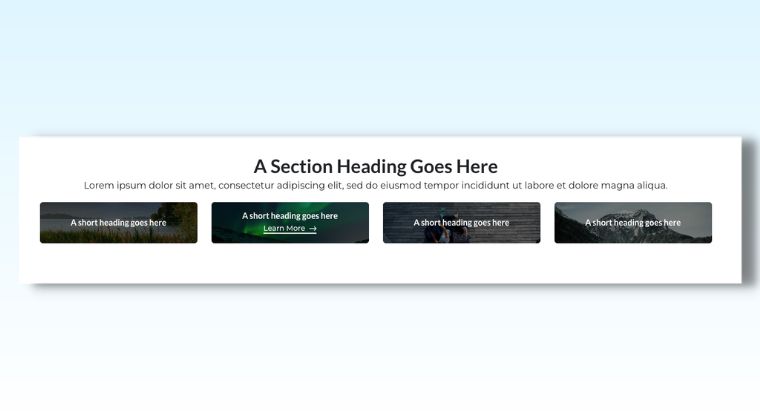 A Section Heading Goes Here
Lorem ipsum dolor sit amet, consectetur adipiscing elit, sed do eiusmod tempor incididunt ut labore et dolore magna aliqua.
A short heading goes here
A short heading goes here
Learn More →
A short heading goes here
A short heading goes here